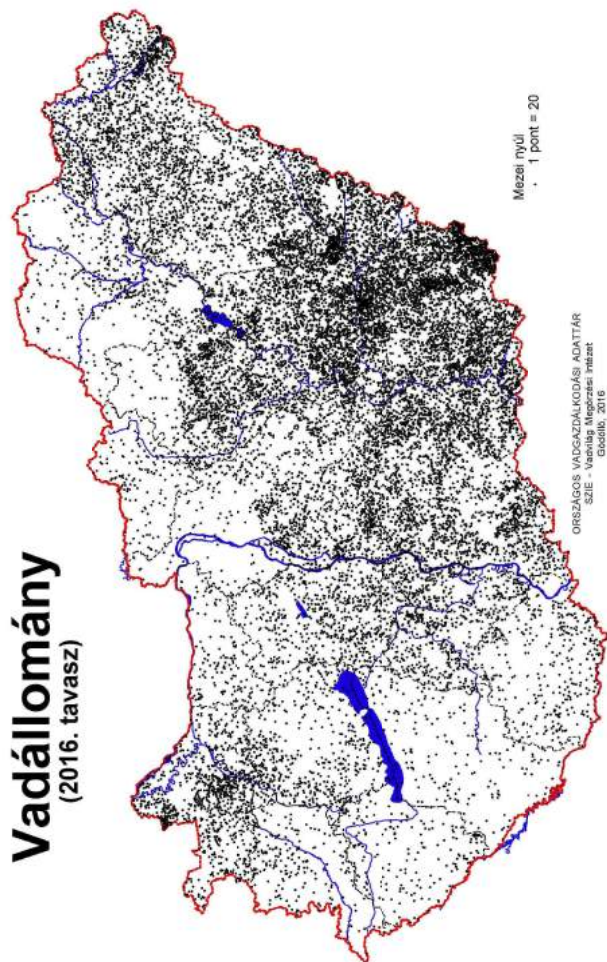 Vadállomány
(2016. tavasz)
Mezei nyúl
· 1 pont = 20
ORSZÁGOS VADGAZDÁLKODÁSI ADATTÁR
SZIE - Vadvilág Megőrzési Intézet
Gödöllő, 2016